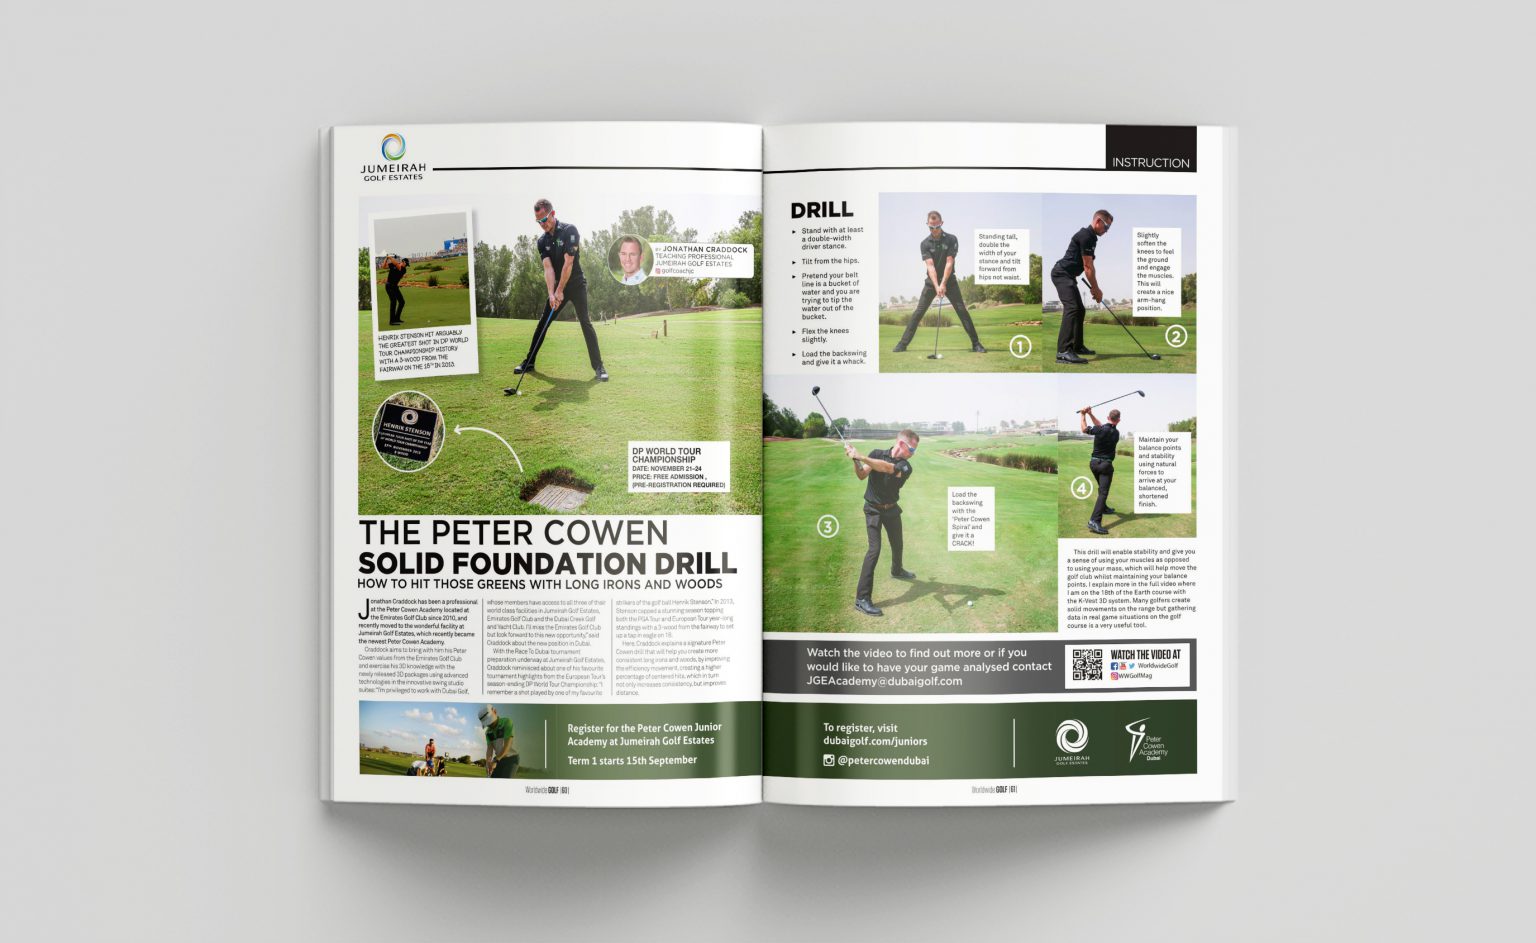 JUMEIRAH
GOLF ESTATES
HENRIK STENSON HIT ARGUABLY
THE GREATEST SHOT IN DP WORLD
TOUR CHAMPIONSHIP HISTORY
WITH A 3-WOOD FROM THE
FAIRWAY ON THE 18TH IN 2013.
BY JONATHAN CRADDOCK
TEACHING PROFESSIONAL
JUMEIRAH GOLF ESTATES
golfcoachjc
HENRIK STENSON
DP WORLD TOUR
CHAMPIONSHIP
DATE: NOVEMBER 21-24
PRICE: FREE ADMISSION ,
(PRE-REGISTRATION REQUIRED)
THE PETER COWEN
SOLID FOUNDATION DRILL
HOW TO HIT THOSE GREENS WITH LONG IRONS AND WOODS
Jonathan Craddock has been a professional
at the Peter Cowen Academy located at
the Emirates Golf Club since 2010, and
recently moved to the wonderful facility at
Jumeirah Golf Estates, which recently became
the newest Peter Cowen Academy.
Craddock aims to bring with him his Peter
Cowen values from the Emirates Golf Club
and exercise his 3D knowledge with the
newly released 3D packages using advanced
technologies in the innovative swing studio
suites: "I'm privileged to work with Dubai Golf,
whose members have access to all three of their
world class facilities in Jumeirah Golf Estates,
Emirates Golf Club and the Dubai Creek Golf
and Yacht Club. I'll miss the Emirates Golf Club
but look forward to this new opportunity," said
Craddock about the new position in Dubai.
With the Race To Dubai tournament
preparation underway at Jumeirah Golf Estates,
Craddock reminisced about one of his favourite
tournament highlights from the European Tour's
season-ending DP World Tour Championship: "I
remember a shot played by one of my favourite
strikers of the golf ball Henrik Stenson." In 2013,
Stenson capped a stunning season topping
both the PGA Tour and European Tour year-long
standings with a 3-wood from the fairway to set
up a tap in eagle on 18.
Here, Craddock explains a signature Peter
Cowen drill that will help you create more
consistent long irons and woods, by improving
the efficiency movement, creating a higher
percentage of centered hits, which in turn
not only increases consistency, but improves
distance.
Register for the Peter Cowen Junior
Academy at Jumeirah Golf Estates
Term 1 starts 15th September
Worldwide GOLF |60|
INSTRUCTION
DRILL
Stand with at least
a double-width
driver stance.
Tilt from the hips.
Pretend your belt
line is a bucket of
water and you are
trying to tip the
water out of the
bucket.
Flex the knees
slightly.
Load the backswing
and give it a whack.
Standing tall,
double the
width of your
stance and tilt
forward from
hips not waist.
1
Slightly
soften the
knees to feel
the ground
and engage
the muscles.
This will
create a nice
arm-hang
position.
2
3
Load the
backswing
with the
'Peter Cowen
Spiral' and
give it a
CRACK!
4
Maintain your
balance points
and stability
using natural
forces to
arrive at your
balanced,
shortened
finish.
This drill will enable stability and give you
a sense of using your muscles as opposed
to using your mass, which will help move the
golf club whilst maintaining your balance
points. I explain more in the full video where
I am on the 18th of the Earth course with
the K-Vest 3D system. Many golfers create
solid movements on the range but gathering
data in real game situations on the golf
course is a very useful tool.
Watch the video to find out more or if you
would like to have your game analysed contact
JGEAcademy@dubaigolf.com
WATCH THE VIDEO AT
WorldwideGolf
WWGolfMag
To register, visit
dubaigolf.com/juniors
@petercowendubai
JUMEIRAH
GOLF ESTATES
Peter
Cowen
Academy
Dubai
Worldwide GOLF |61|